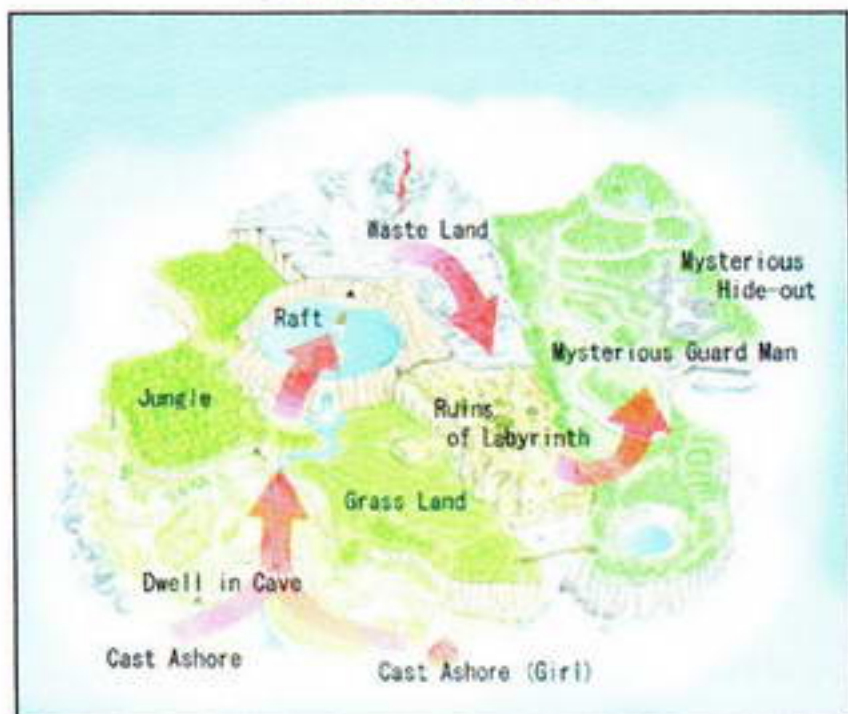 Waste Land
Mysterious
Hide-out
Raft
Mysterious Guard Man
Jungle
Ruins
of Labyrinth
Grass Land
Dwell in Cave
Cast Ashore
Cast Ashore (Girl)